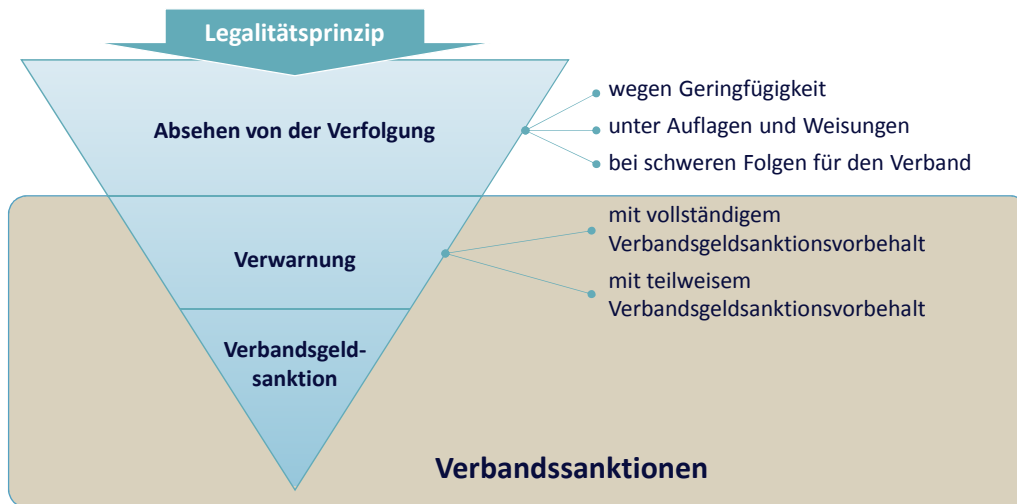 Legalitätsprinzip
Absehen von der Verfolgung
wegen Geringfügigkeit
unter Auflagen und Weisungen
bei schweren Folgen für den Verband
Verwarnung
mit vollständigem
Verbandsgeldsanktionsvorbehalt
mit teilweisem
Verbandsgeldsanktionsvorbehalt
Verbandsgeld-
sanktion
Verbandssanktionen